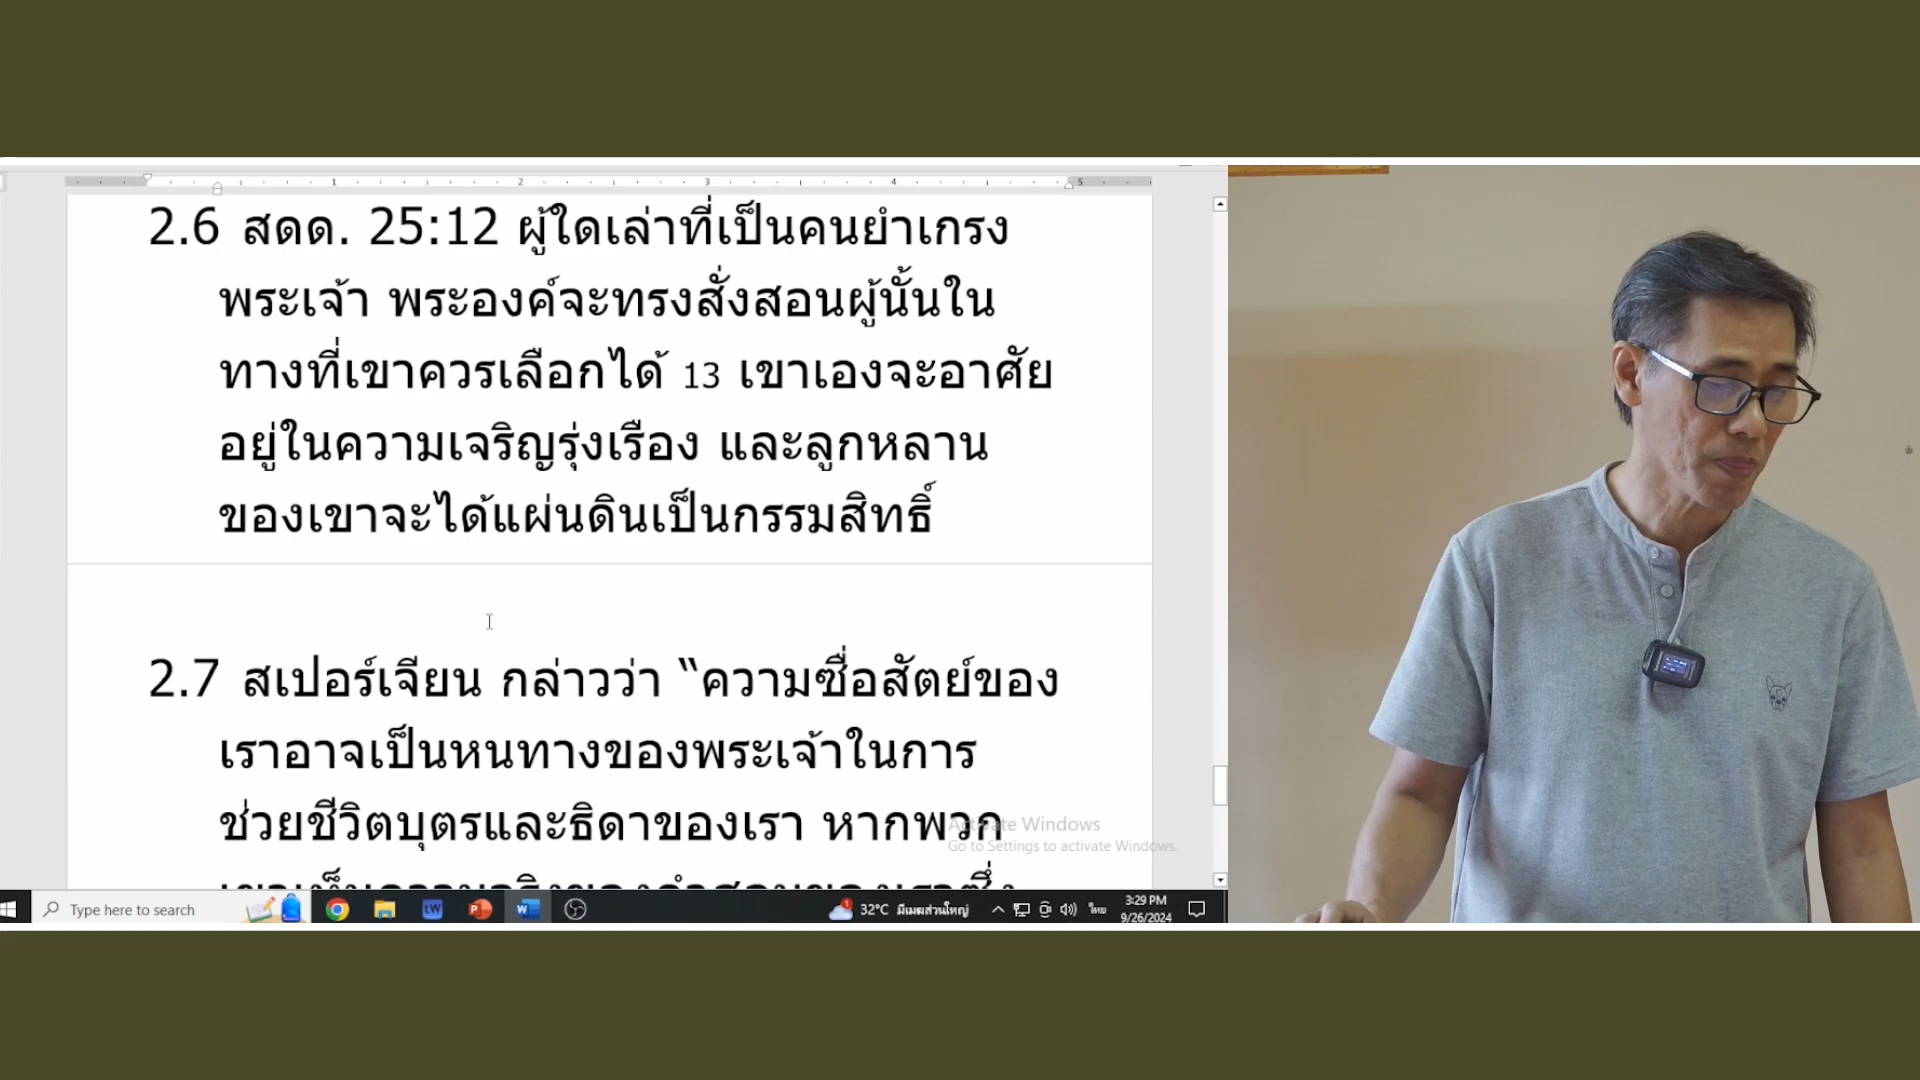 1 2 3 4 5
2.6 สดด. 25:12 ผู้ใดเล่าที่เป็นคนยำเกรง
พระเจ้า พระองค์จะทรงสั่งสอนผู้นั้นใน
ทางที่เขาควรเลือกได้ 13 เขาเองจะอาศัย
อยู่ในความเจริญรุ่งเรือง และลูกหลาน
ของเขาจะได้แผ่นดินเป็นกรรมสิทธิ์
2.7 สเปอร์เจียน กล่าวว่า “ความซื่อสัตย์ของ
เราอาจเป็นหนทางของพระเจ้าในการ
ช่วยชีวิตบุตรและธิดาของเรา หากพวก
Activate Windows
Go to Settings to activate Windows.
Type here to search
32°C มีเมฆส่วนใหญ่
ไทย
3:29 PM
9/26/2024